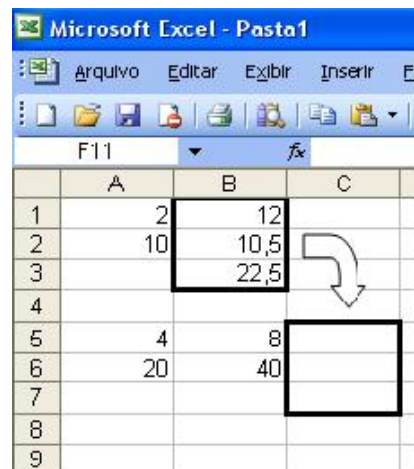 Microsoft Excel - Pasta1
Arquivo Editar Exibir Inserir F
F11 fx
A B C
1 2 12
2 10 10,5
3 22,5
4
5 4 8
6 20 40
7
8
9